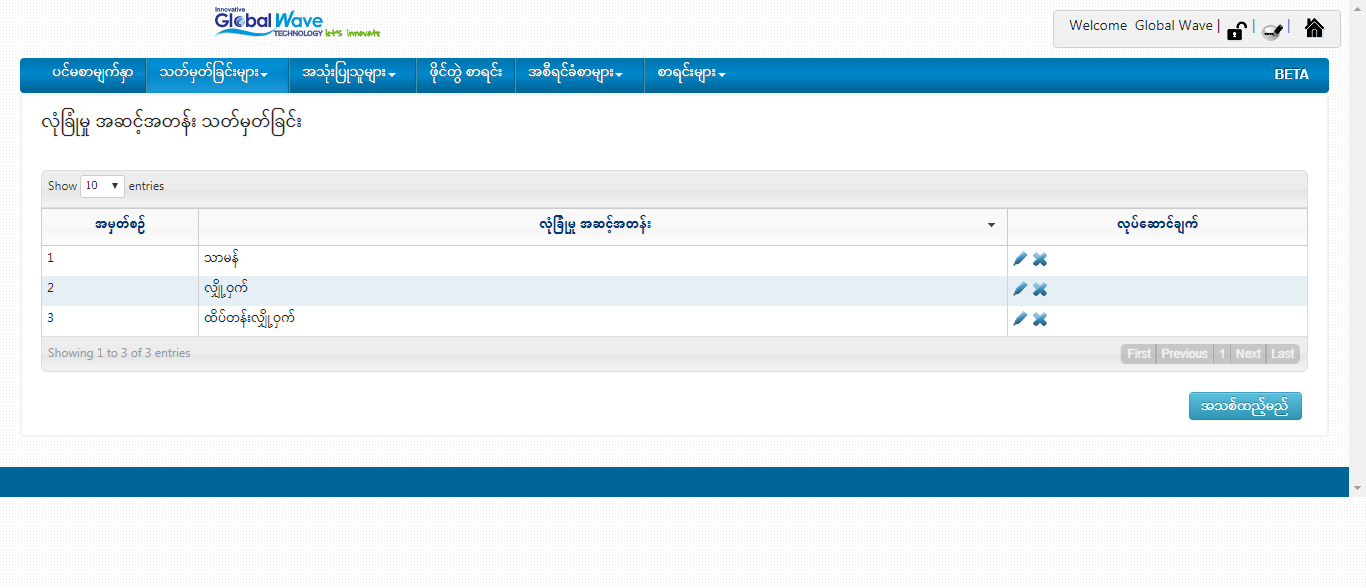 Innovative
Global Wave
TECHNOLOGY let's innovate
Welcome Global Wave
ပင်မစာမျက်နှာ သတ်မှတ်ခြင်းများ အသုံးပြုသူများ ဖိုင်တွဲ စာရင်း အစီရင်ခံစာများ စာရင်းများ BETA
လုံခြုံမှု အဆင့်အတန်း သတ်မှတ်ခြင်း
Show 10 entries
အမှတ်စဉ် လုံခြုံမှု အဆင့်အတန်း လုပ်ဆောင်ချက်
1 သာမန်
2 လျှို့ဝှက်
3 ထိပ်တန်းလျှို့ဝှက်
Showing 1 to 3 of 3 entries First Previous 1 Next Last
အသစ်ထည့်မည်